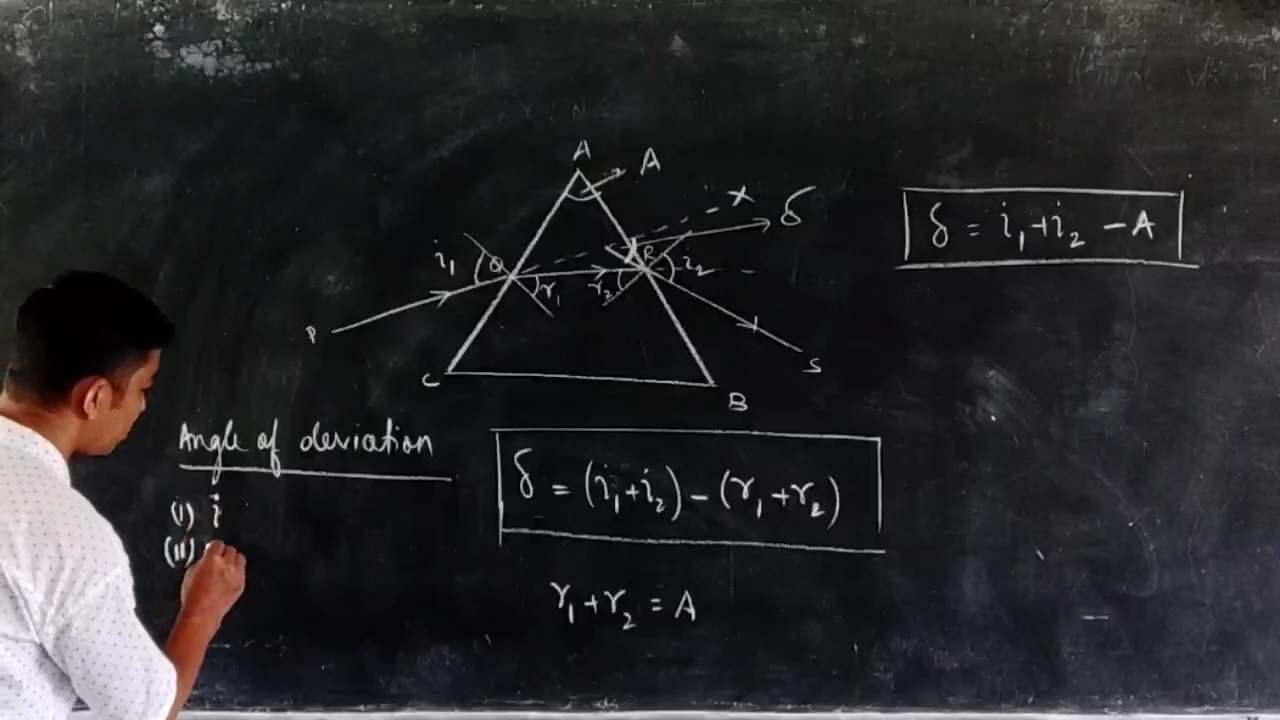 A
A
x
δ
i₁
Q
R
i₂
r₁
r₂
P
S
C
B
δ = i₁+i₂ - A
Angle of deviation
(i) i
(ii)
δ = (i₁+i₂) - (r₁+r₂)
r₁+r₂ = A